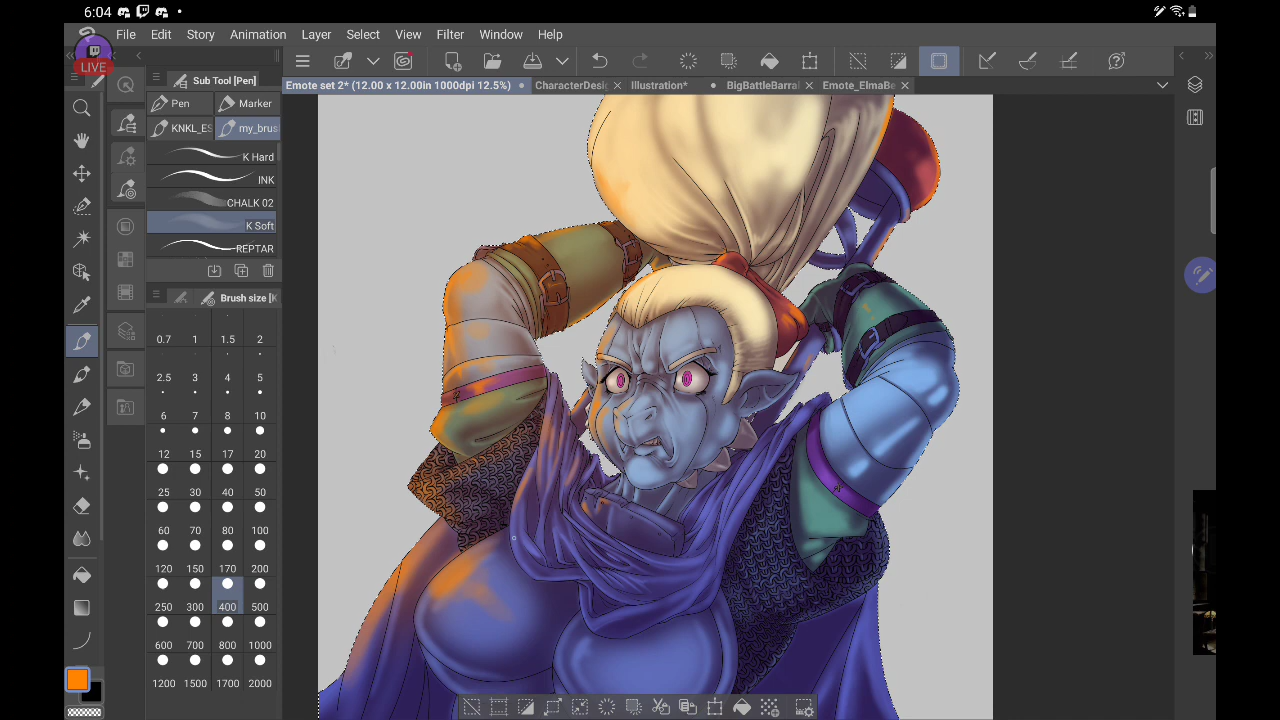 6:04
LIVE
File Edit Story Animation Layer Select View Filter Window Help
Sub Tool [Pen]
Emote set 2* (12.00 x 12.00in 1000dpi 12.5%) CharacterDesig Illustration* BigBattleBarral Emote_ElmaBe
Pen Marker
KNKL_ES my_brus
K Hard
INK
CHALK 02
K Soft
REPTAR
Brush size [K
0.7 1 1.5 2
2.5 3 4 5
6 7 8 10
12 15 17 20
25 30 40 50
60 70 80 100
120 150 170 200
250 300 400 500
600 700 800 1000
1200 1500 1700 2000